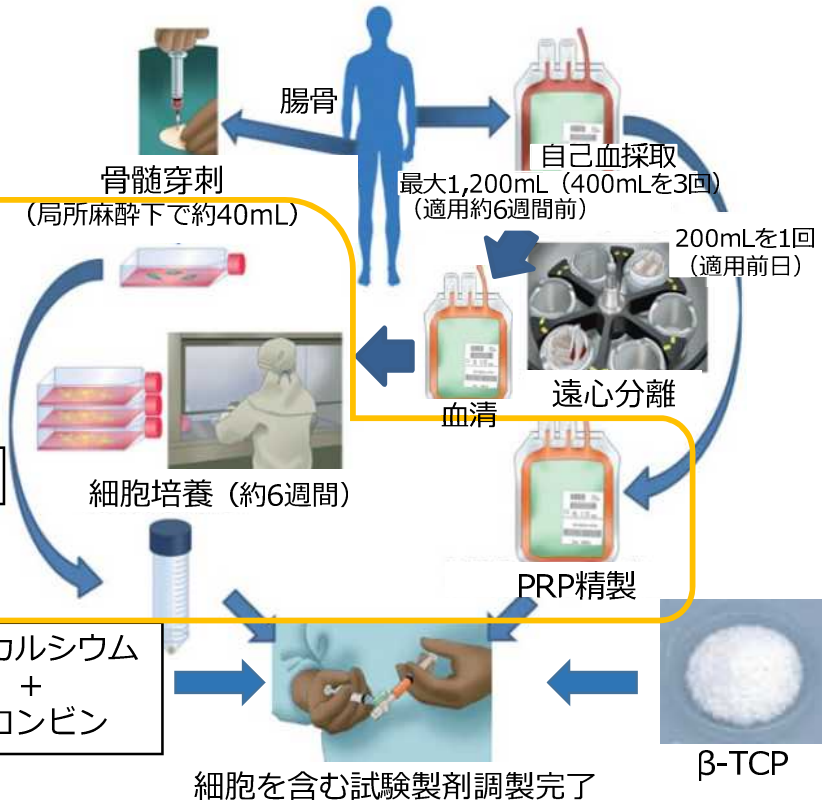 腸骨
骨髄穿刺
（局所麻酔下で約40mL）
自己血採取
最大1,200mL（400mLを3回）
（適用約6週間前）
200mLを1回
（適用前日）
遠心分離
血清
細胞培養（約6週間）
PRP精製
カルシウム
+
ロンビン
β-TCP
細胞を含む試験製剤調製完了